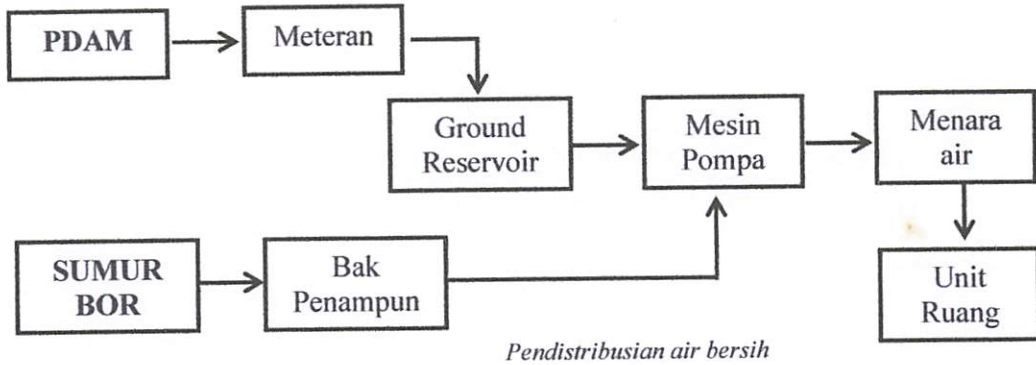 PDAM
Meteran
Ground
Reservoir
Mesin
Pompa
Menara
air
SUMUR
BOR
Bak
Penampun
Unit
Ruang
Pendistribusian air bersih